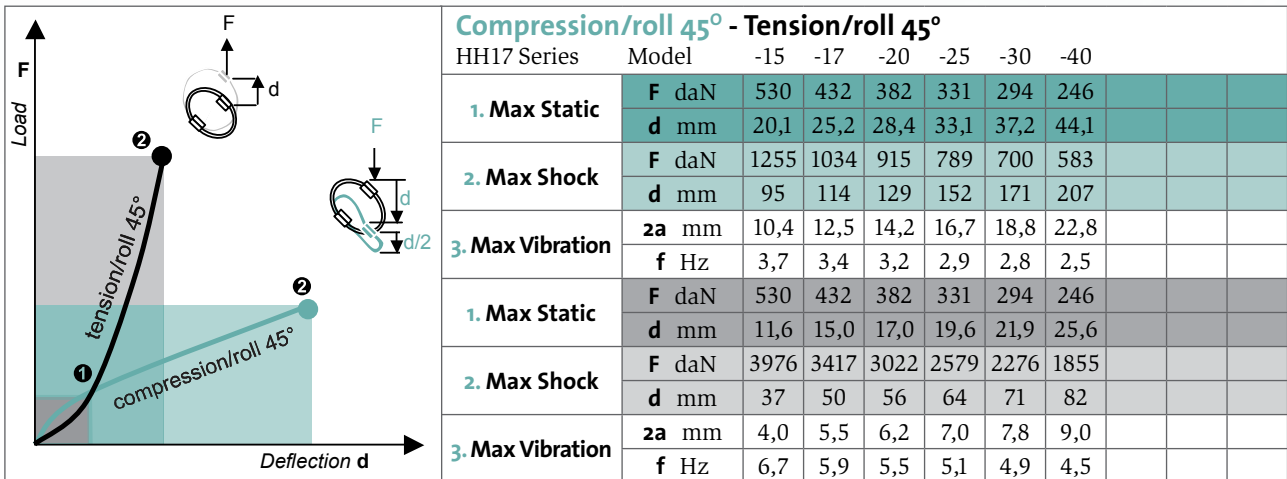 F
Load
F
d
❷
F
d
d/2
tension/roll 45°
❷
❶
compression/roll 45°
Deflection d
Compression/roll 45° - Tension/roll 45°
HH17 Series Model -15 -17 -20 -25 -30 -40
1. Max Static
F daN 530 432 382 331 294 246
d mm 20,1 25,2 28,4 33,1 37,2 44,1
2. Max Shock
F daN 1255 1034 915 789 700 583
d mm 95 114 129 152 171 207
3. Max Vibration
2a mm 10,4 12,5 14,2 16,7 18,8 22,8
f Hz 3,7 3,4 3,2 2,9 2,8 2,5
1. Max Static
F daN 530 432 382 331 294 246
d mm 11,6 15,0 17,0 19,6 21,9 25,6
2. Max Shock
F daN 3976 3417 3022 2579 2276 1855
d mm 37 50 56 64 71 82
3. Max Vibration
2a mm 4,0 5,5 6,2 7,0 7,8 9,0
f Hz 6,7 5,9 5,5 5,1 4,9 4,5